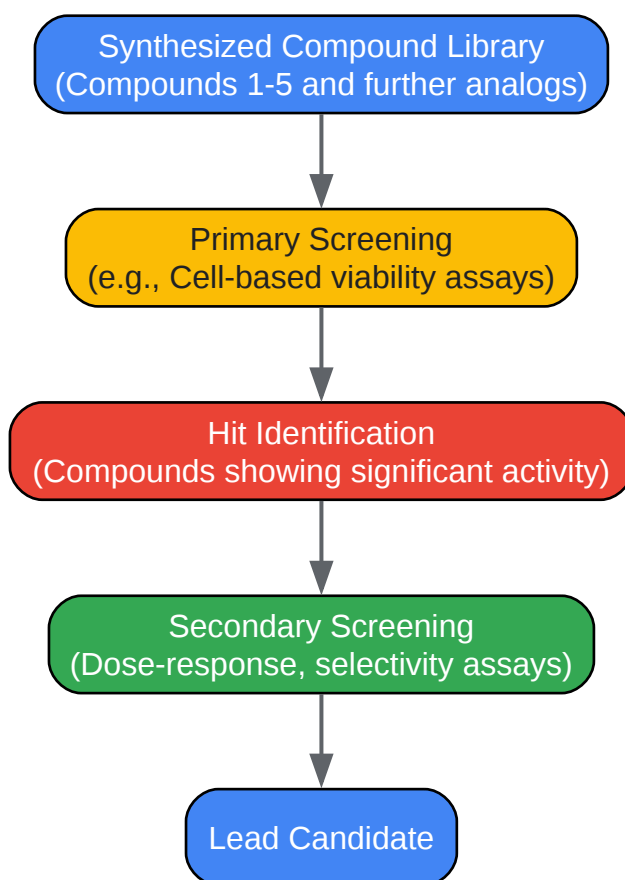 Synthesized Compound Library
(Compounds 1-5 and further analogs)
Primary Screening
(e.g., Cell-based viability assays)
Hit Identification
(Compounds showing significant activity)
Secondary Screening
(Dose-response, selectivity assays)
Lead Candidate